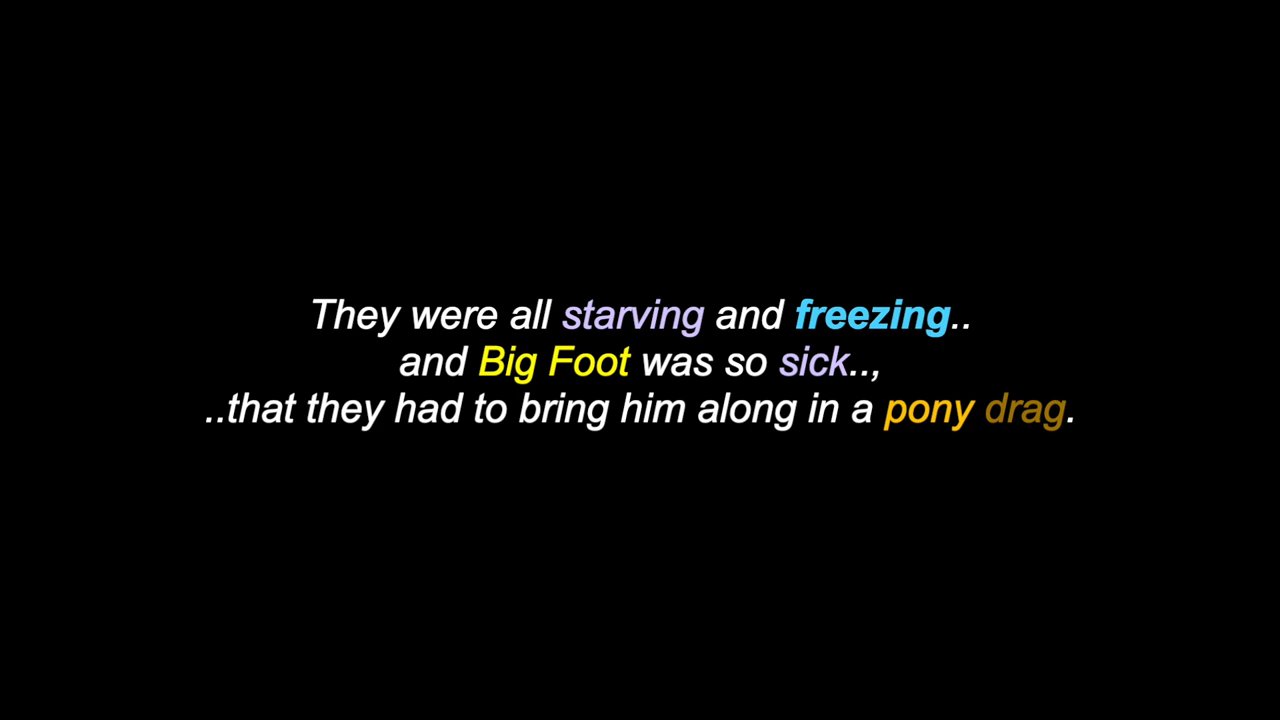 They were all starving and freezing..
and Big Foot was so sick..,
..that they had to bring him along in a pony drag.